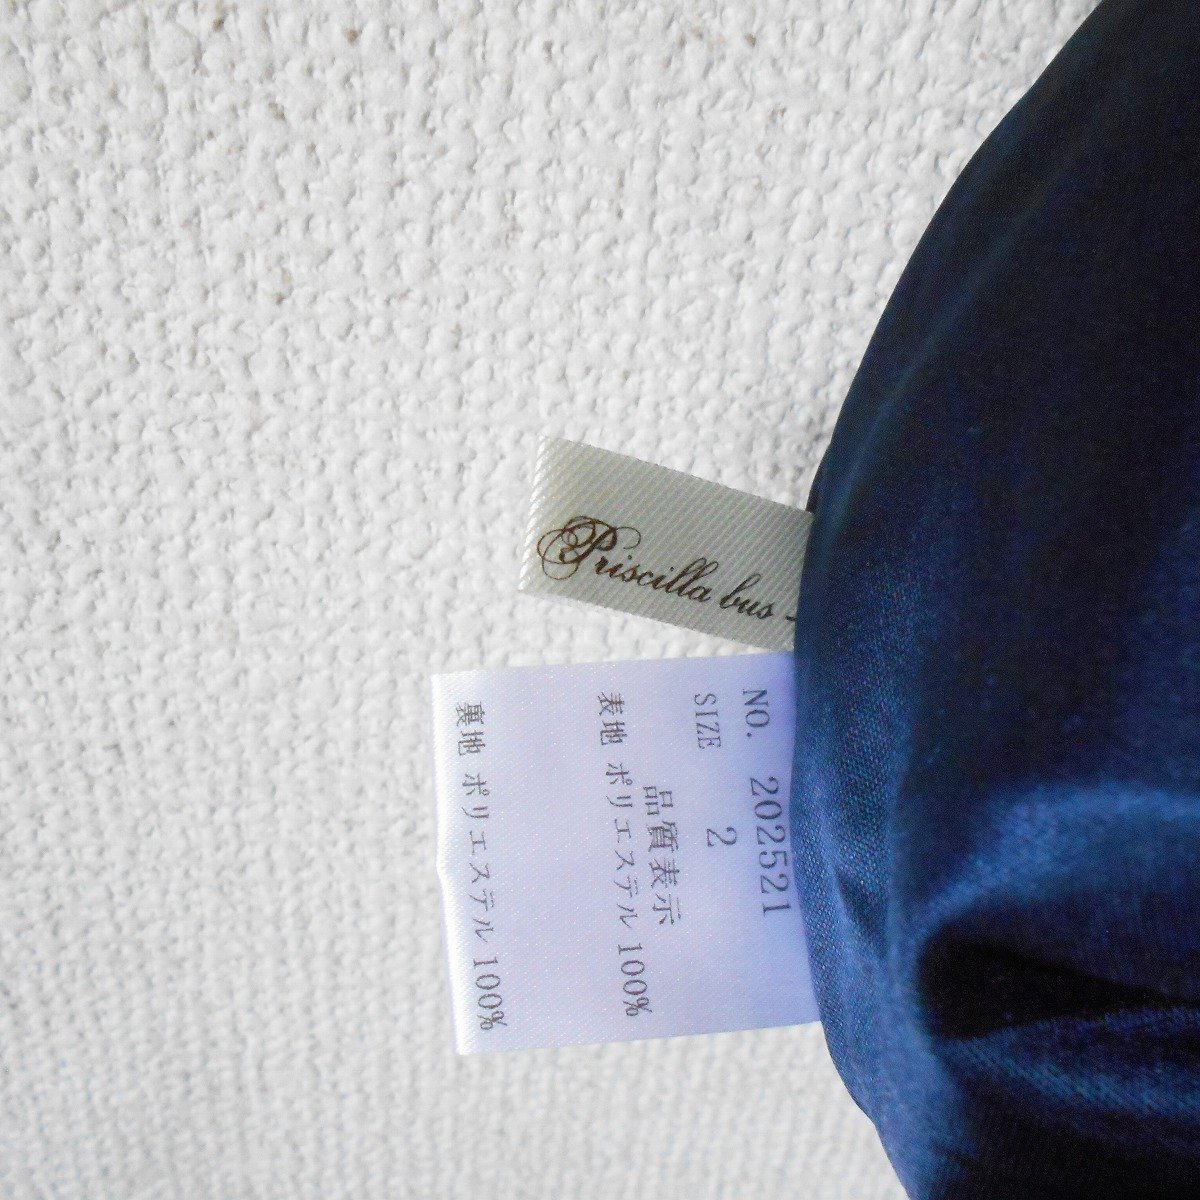 Priscilla bus -
NO. 202521
SIZE 2
品質表示
表地 ポリエステル 100%
裏地 ポリエステル 100%